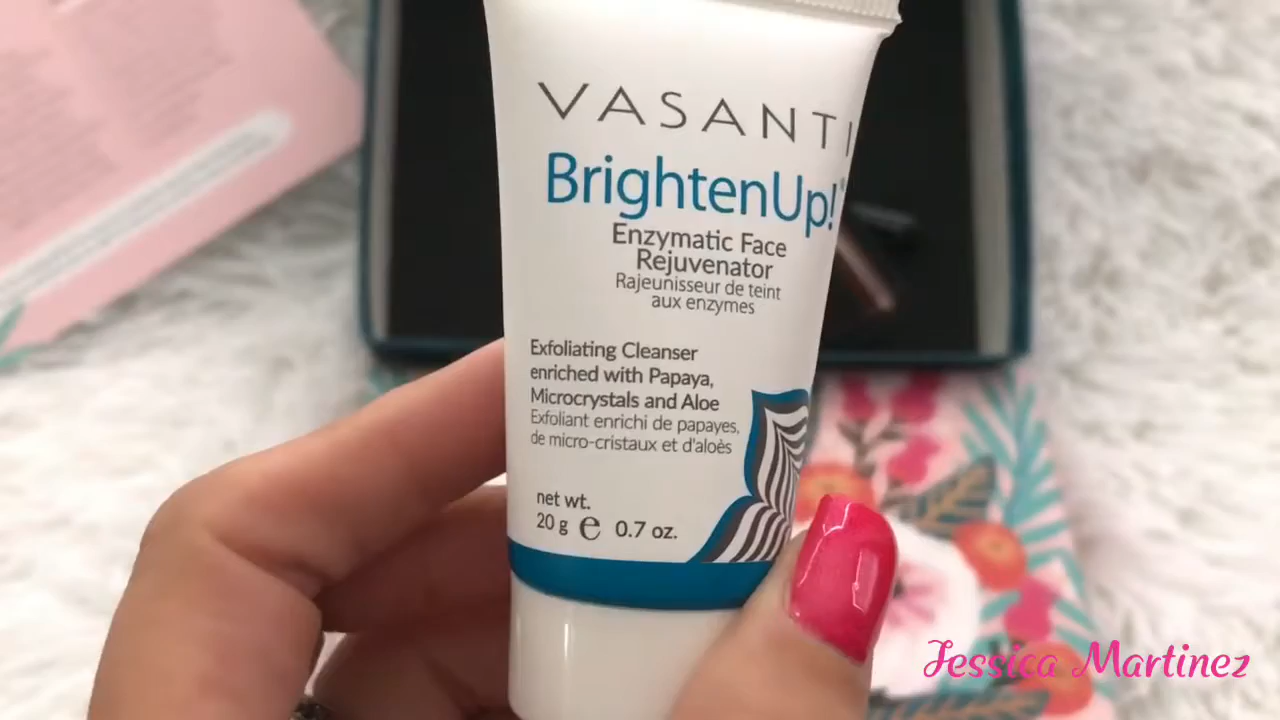 VASANTI
BrightenUp!
Enzymatic Face
Rejuvenator
Rajeunisseur de teint
aux enzymes
Exfoliating Cleanser
enriched with Papaya,
Microcrystals and Aloe
Exfoliant enrichi de papayes,
de micro-cristaux et d'aloès
net wt.
20 g e 0.7 oz.
Jessica Martinez